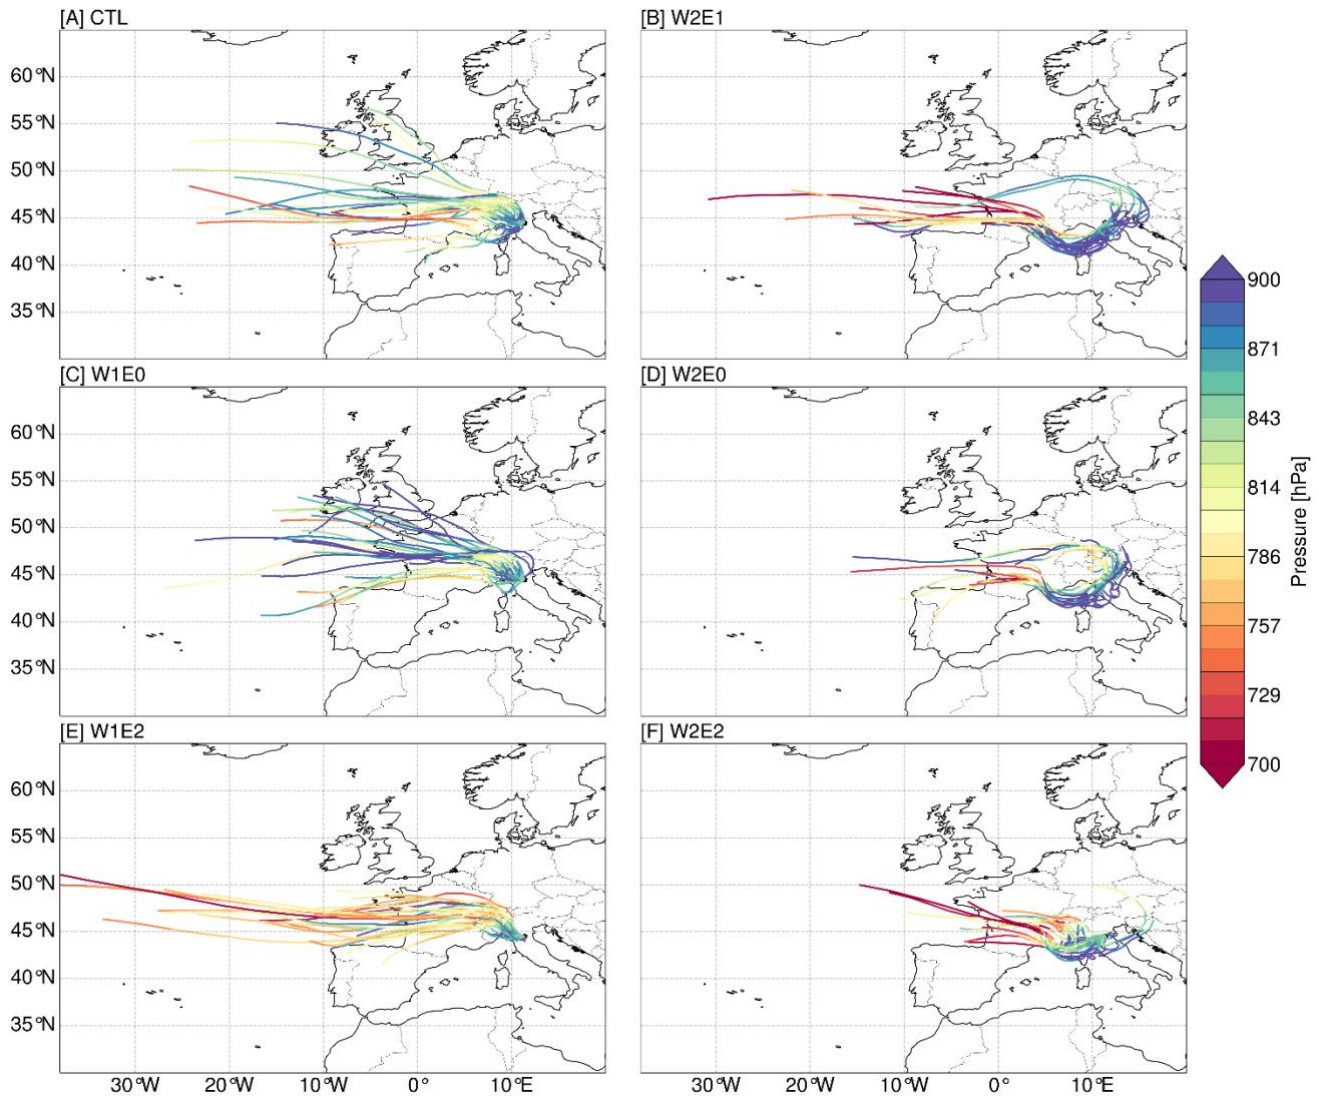 [A] CTL
[B] W2E1
60°N
55°N
50°N
45°N
40°N
35°N
[C] W1E0
[D] W2E0
60°N
55°N
50°N
45°N
40°N
35°N
[E] W1E2
[F] W2E2
60°N
55°N
50°N
45°N
40°N
35°N
30°W 20°W 10°W 0° 10°E
30°W 20°W 10°W 0° 10°E
900
871
843
814
786
757
729
700
Pressure [hPa]